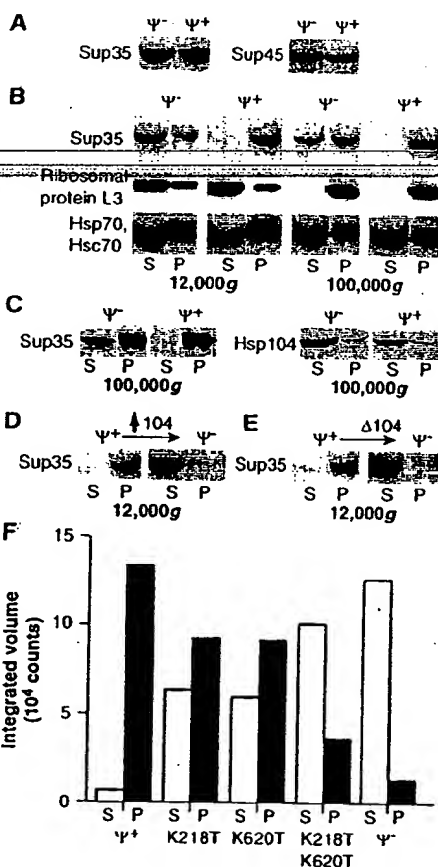 A
Ψ- Ψ+ Ψ- Ψ+
Sup35 Sup45
B
Ψ- Ψ+ Ψ- Ψ+
Sup35
Ribosomal
protein L3
Hsp70,
Hsc70
S P S P S P S P
12,000g 100,000g
C
Ψ- Ψ+ Ψ- Ψ+
Sup35 Hsp104
S P S P S P S P
100,000g 100,000g
D E
Ψ+ 104 Ψ- Ψ+ Δ104 Ψ-
Sup35 Sup35
S P S P S P S P
12,000g 12,000g
F
Integrated volume
(10⁴ counts)
15
10
5
0
S P S P S P S P S P
Ψ+ K218T K620T K218T Ψ-
K620T